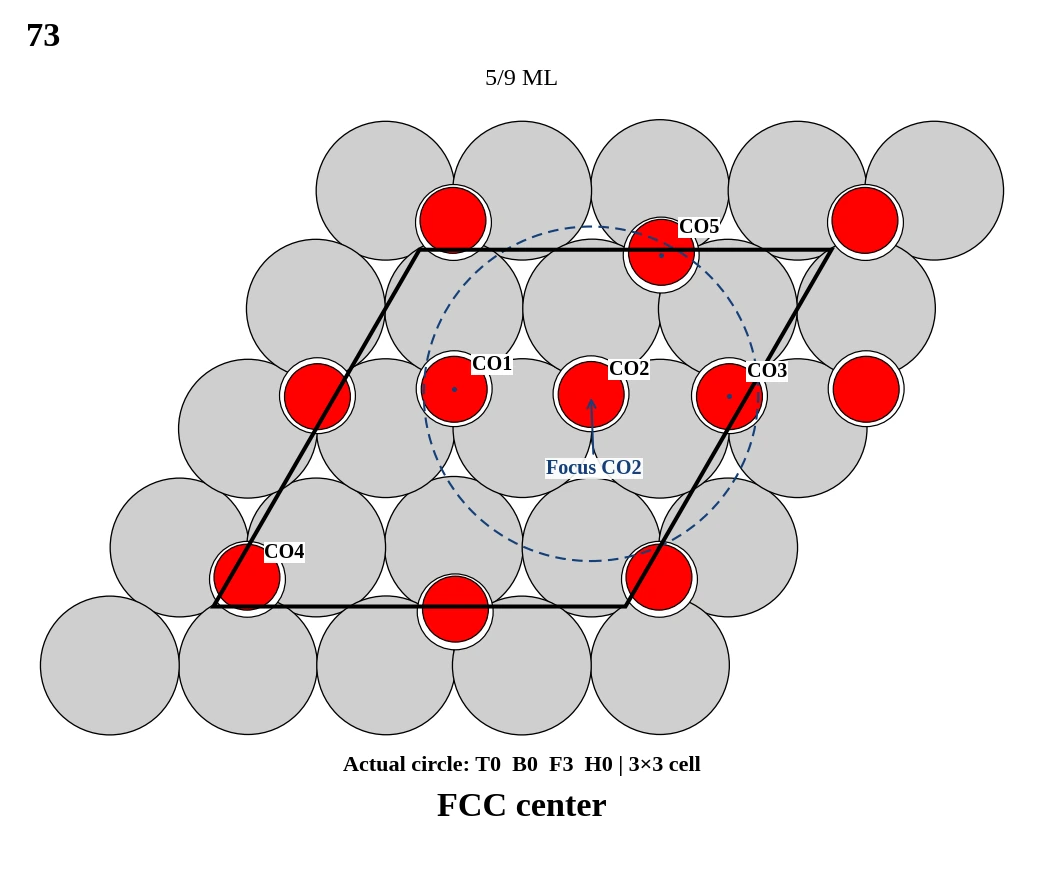 73
5/9 ML
CO5
CO1
CO2
CO3
Focus CO2
CO4
Actual circle: T0  B0  F3  H0 | 3×3 cell
FCC center